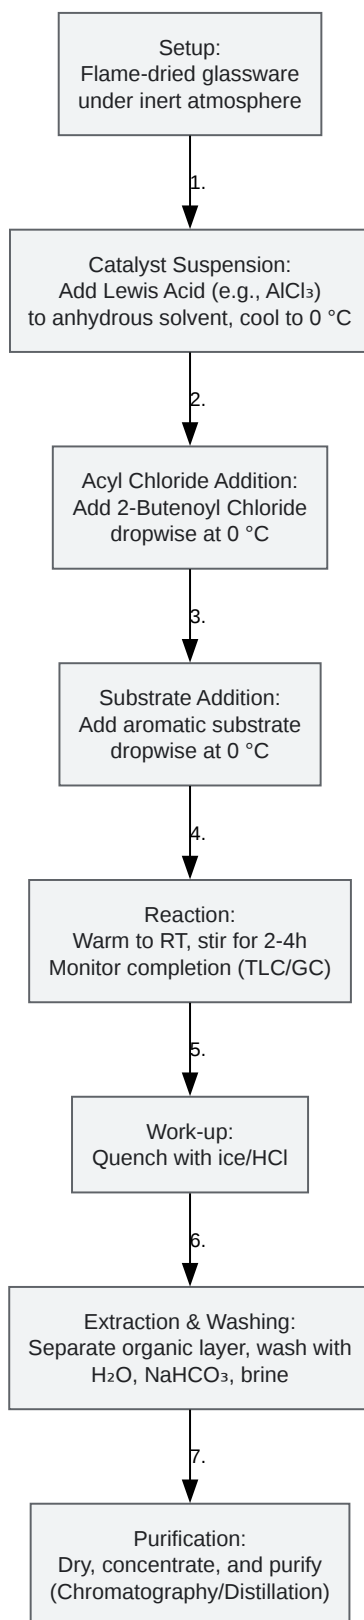 Setup:
Flame-dried glassware
under inert atmosphere
1.
Catalyst Suspension:
Add Lewis Acid (e.g., AlCl₃)
to anhydrous solvent, cool to 0 °C
2.
Acyl Chloride Addition:
Add 2-Butenoyl Chloride
dropwise at 0 °C
3.
Substrate Addition:
Add aromatic substrate
dropwise at 0 °C
4.
Reaction:
Warm to RT, stir for 2-4h
Monitor completion (TLC/GC)
5.
Work-up:
Quench with ice/HCl
6.
Extraction & Washing:
Separate organic layer, wash with
H₂O, NaHCO₃, brine
7.
Purification:
Dry, concentrate, and purify
(Chromatography/Distillation)